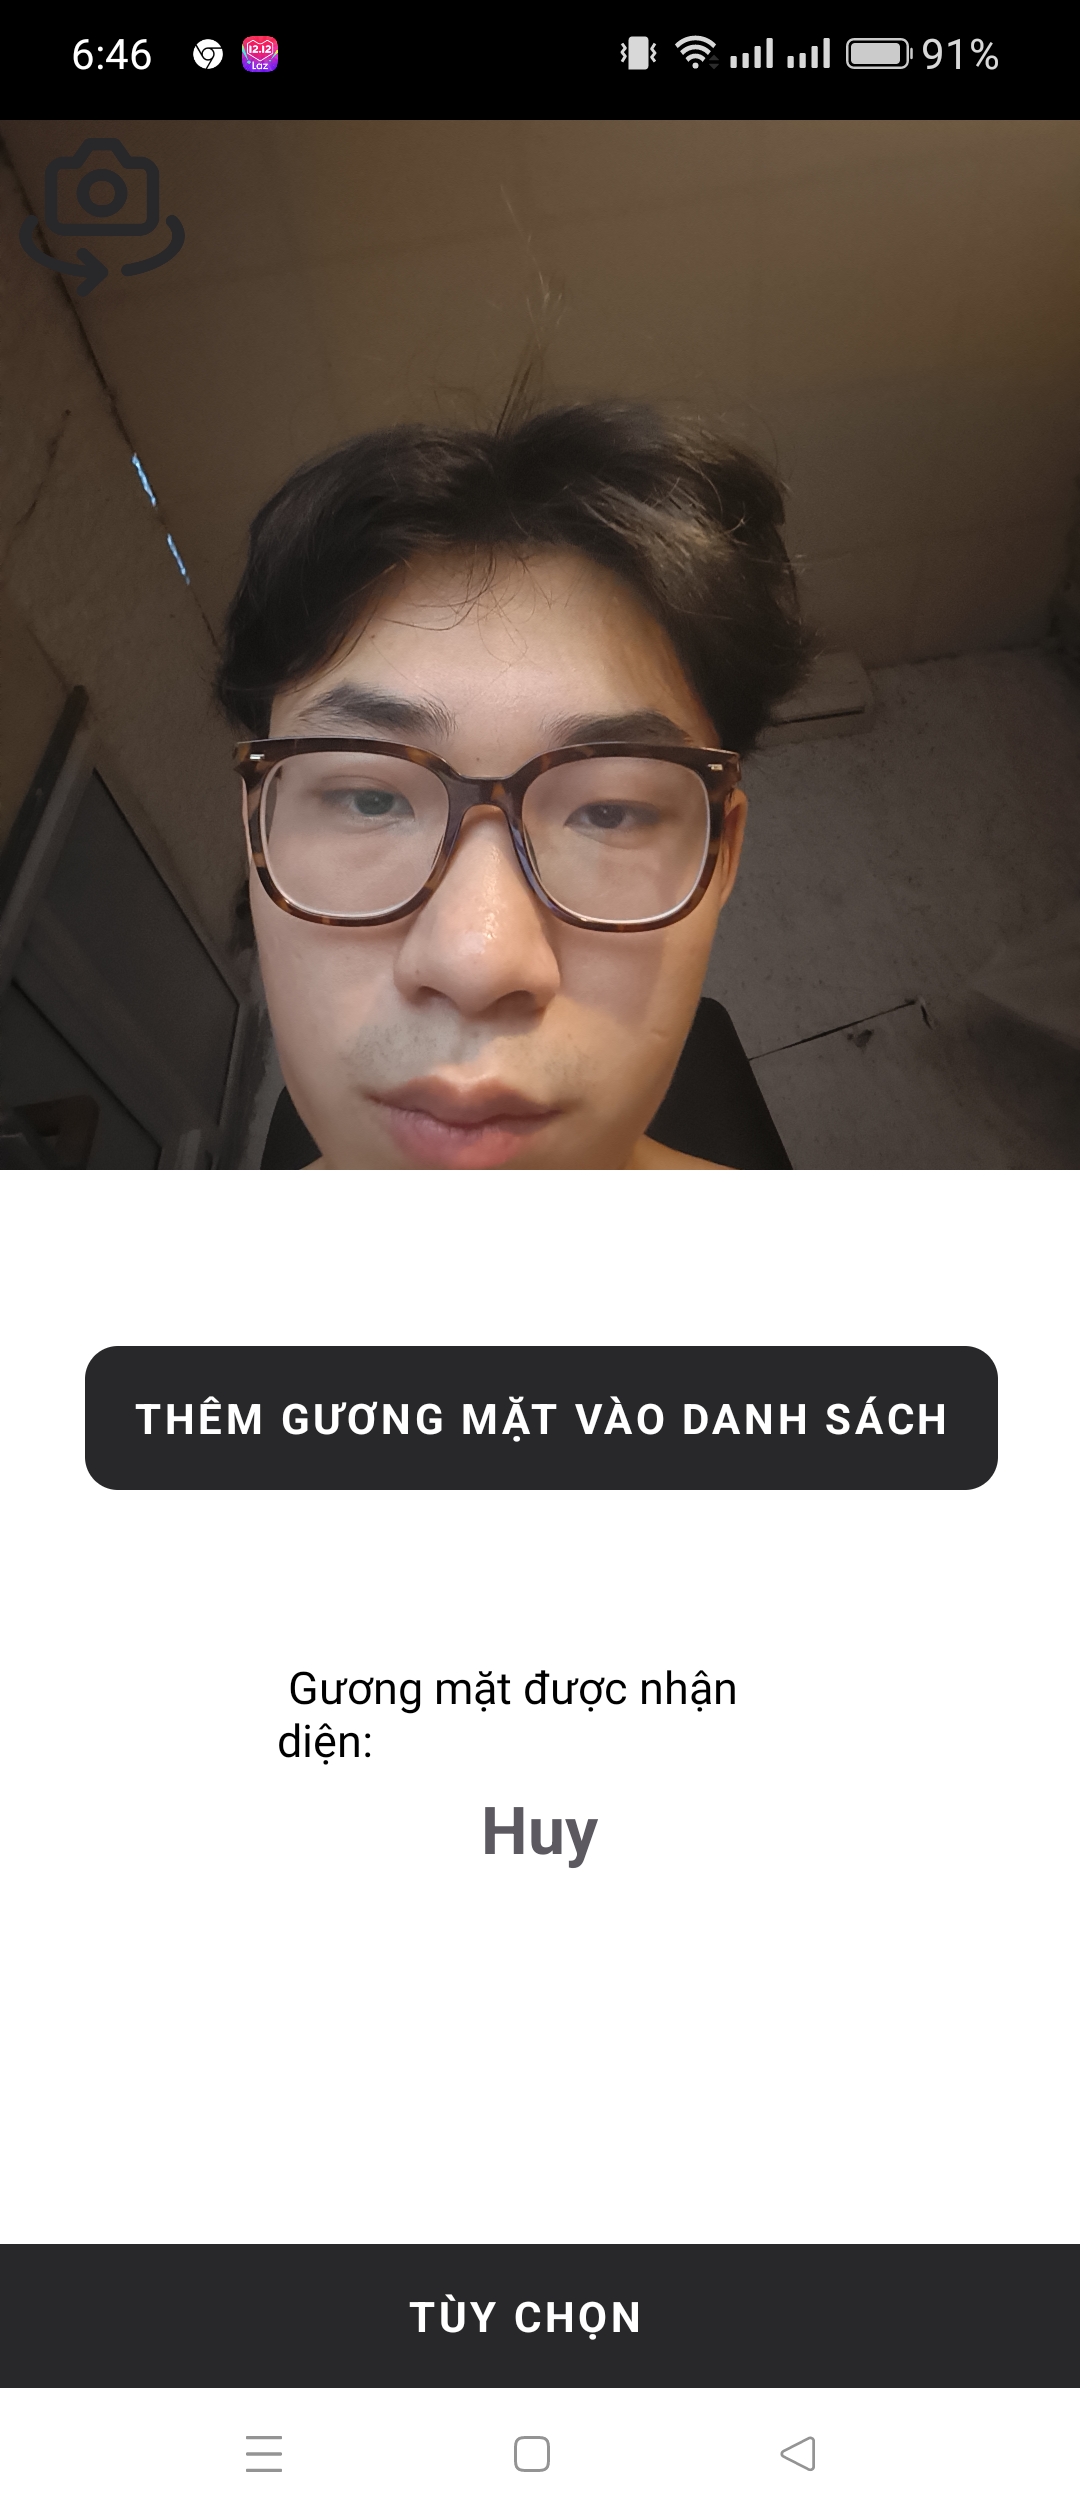 6:46
12.12
Laz
91%
THÊM GƯƠNG MẶT VÀO DANH SÁCH
Gương mặt được nhận
diện:
Huy
TÙY CHỌN